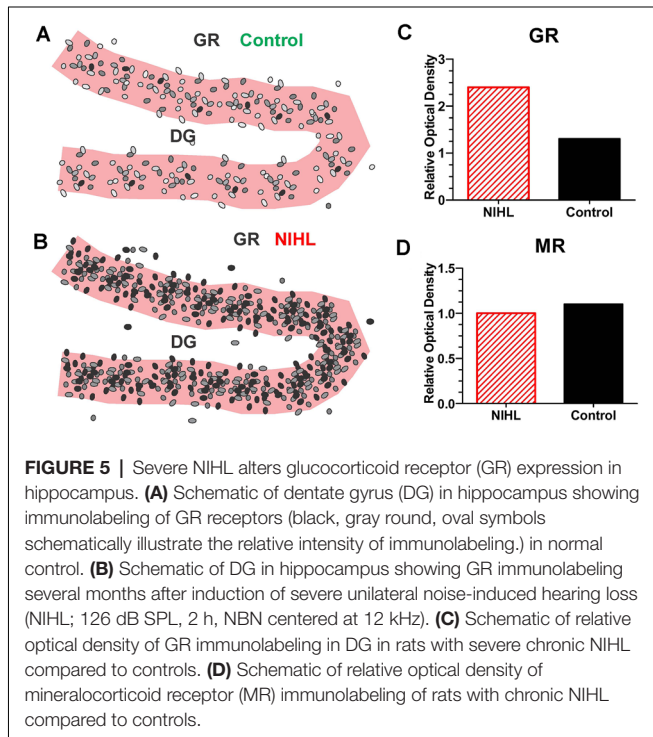 A
GR Control
DG
B
GR NIHL
DG
C
GR
Relative Optical Density
3
2
1
0
NIHL Control
D
MR
Relative Optical Density
1.5
1.0
0.5
0.0
NIHL Control
FIGURE 5 | Severe NIHL alters glucocorticoid receptor (GR) expression in
hippocampus. (A) Schematic of dentate gyrus (DG) in hippocampus showing
immunolabeling of GR receptors (black, gray round, oval symbols
schematically illustrate the relative intensity of immunolabeling.) in normal
control. (B) Schematic of DG in hippocampus showing GR immunolabeling
several months after induction of severe unilateral noise-induced hearing loss
(NIHL; 126 dB SPL, 2 h, NBN centered at 12 kHz). (C) Schematic of relative
optical density of GR immunolabeling in DG in rats with severe chronic NIHL
compared to controls. (D) Schematic of relative optical density of
mineralocorticoid receptor (MR) immunolabeling of rats with chronic NIHL
compared to controls.